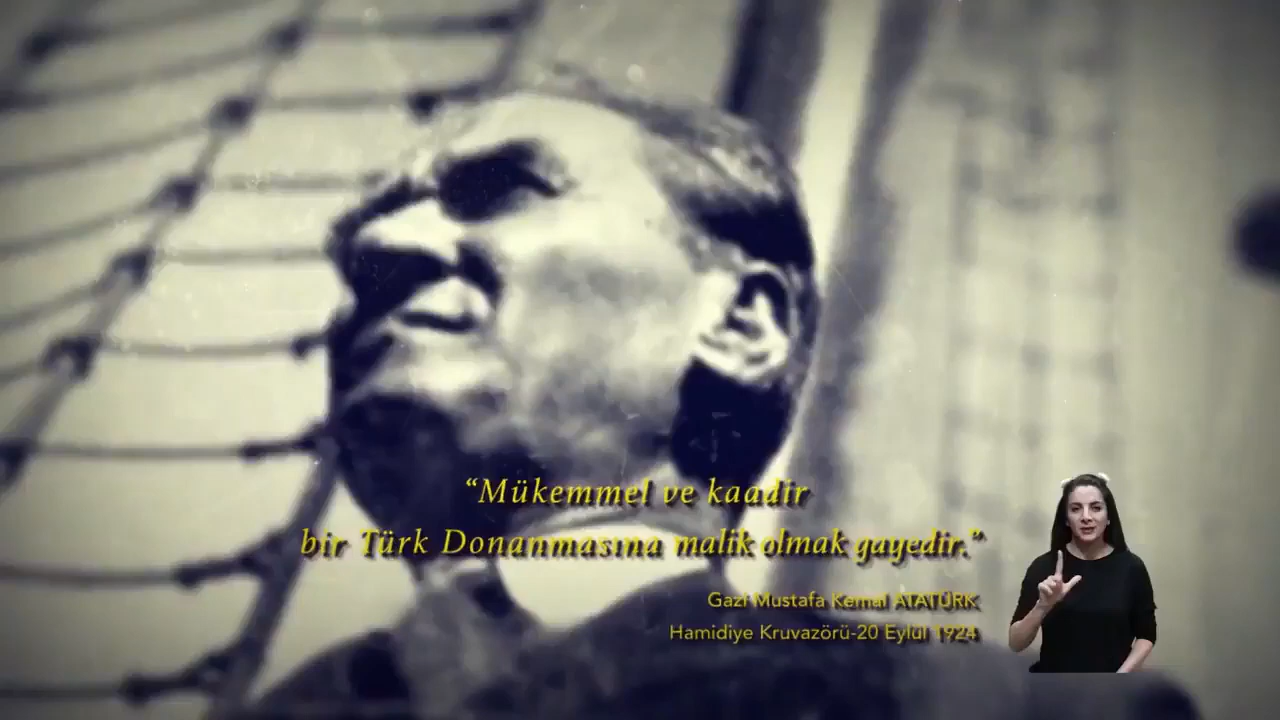 “Mükemmel ve kaadir
bir Türk Donanmasına malik olmak gayedir.”
Gazi Mustafa Kemal ATATÜRK
Hamidiye Kruvazörü-20 Eylül 1924